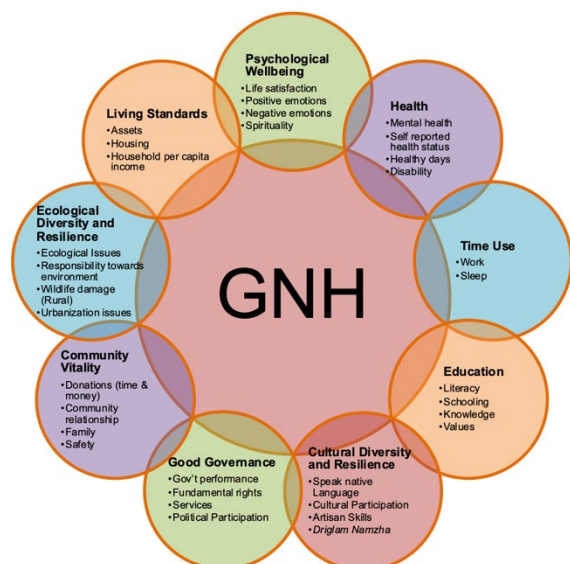 Psychological
Wellbeing
•Life satisfaction
•Positive emotions
•Negative emotions
•Spirituality
Health
•Mental health
•Self reported
health status
•Healthy days
•Disability
Time Use
•Work
•Sleep
Education
•Literacy
•Schooling
•Knowledge
•Values
Cultural Diversity
and Resilience
•Speak native
Language
•Cultural Participation
•Artisan Skills
•Driglam Namzha
Good Governance
•Gov't performance
•Fundamental rights
•Services
•Political Participation
Community
Vitality
•Donations (time &
money)
•Community
relationship
•Family
•Safety
Ecological
Diversity and
Resilience
•Ecological Issues
•Responsibility towards
environment
•Wildlife damage
(Rural)
•Urbanization issues
Living Standards
•Assets
•Housing
•Household per capita
income
GNH